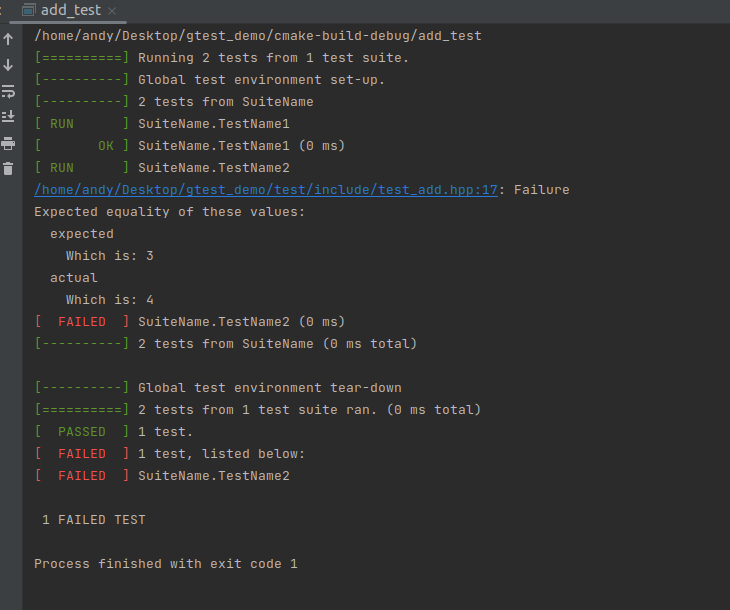 add_test
/home/andy/Desktop/gtest_demo/cmake-build-debug/add_test
[==========] Running 2 tests from 1 test suite.
[----------] Global test environment set-up.
[----------] 2 tests from SuiteName
[ RUN      ] SuiteName.TestName1
[       OK ] SuiteName.TestName1 (0 ms)
[ RUN      ] SuiteName.TestName2
/home/andy/Desktop/gtest_demo/test/include/test_add.hpp:17: Failure
Expected equality of these values:
  expected
    Which is: 3
  actual
    Which is: 4
[  FAILED  ] SuiteName.TestName2 (0 ms)
[----------] 2 tests from SuiteName (0 ms total)

[----------] Global test environment tear-down
[==========] 2 tests from 1 test suite ran. (0 ms total)
[  PASSED  ] 1 test.
[  FAILED  ] 1 test, listed below:
[  FAILED  ] SuiteName.TestName2

 1 FAILED TEST

Process finished with exit code 1